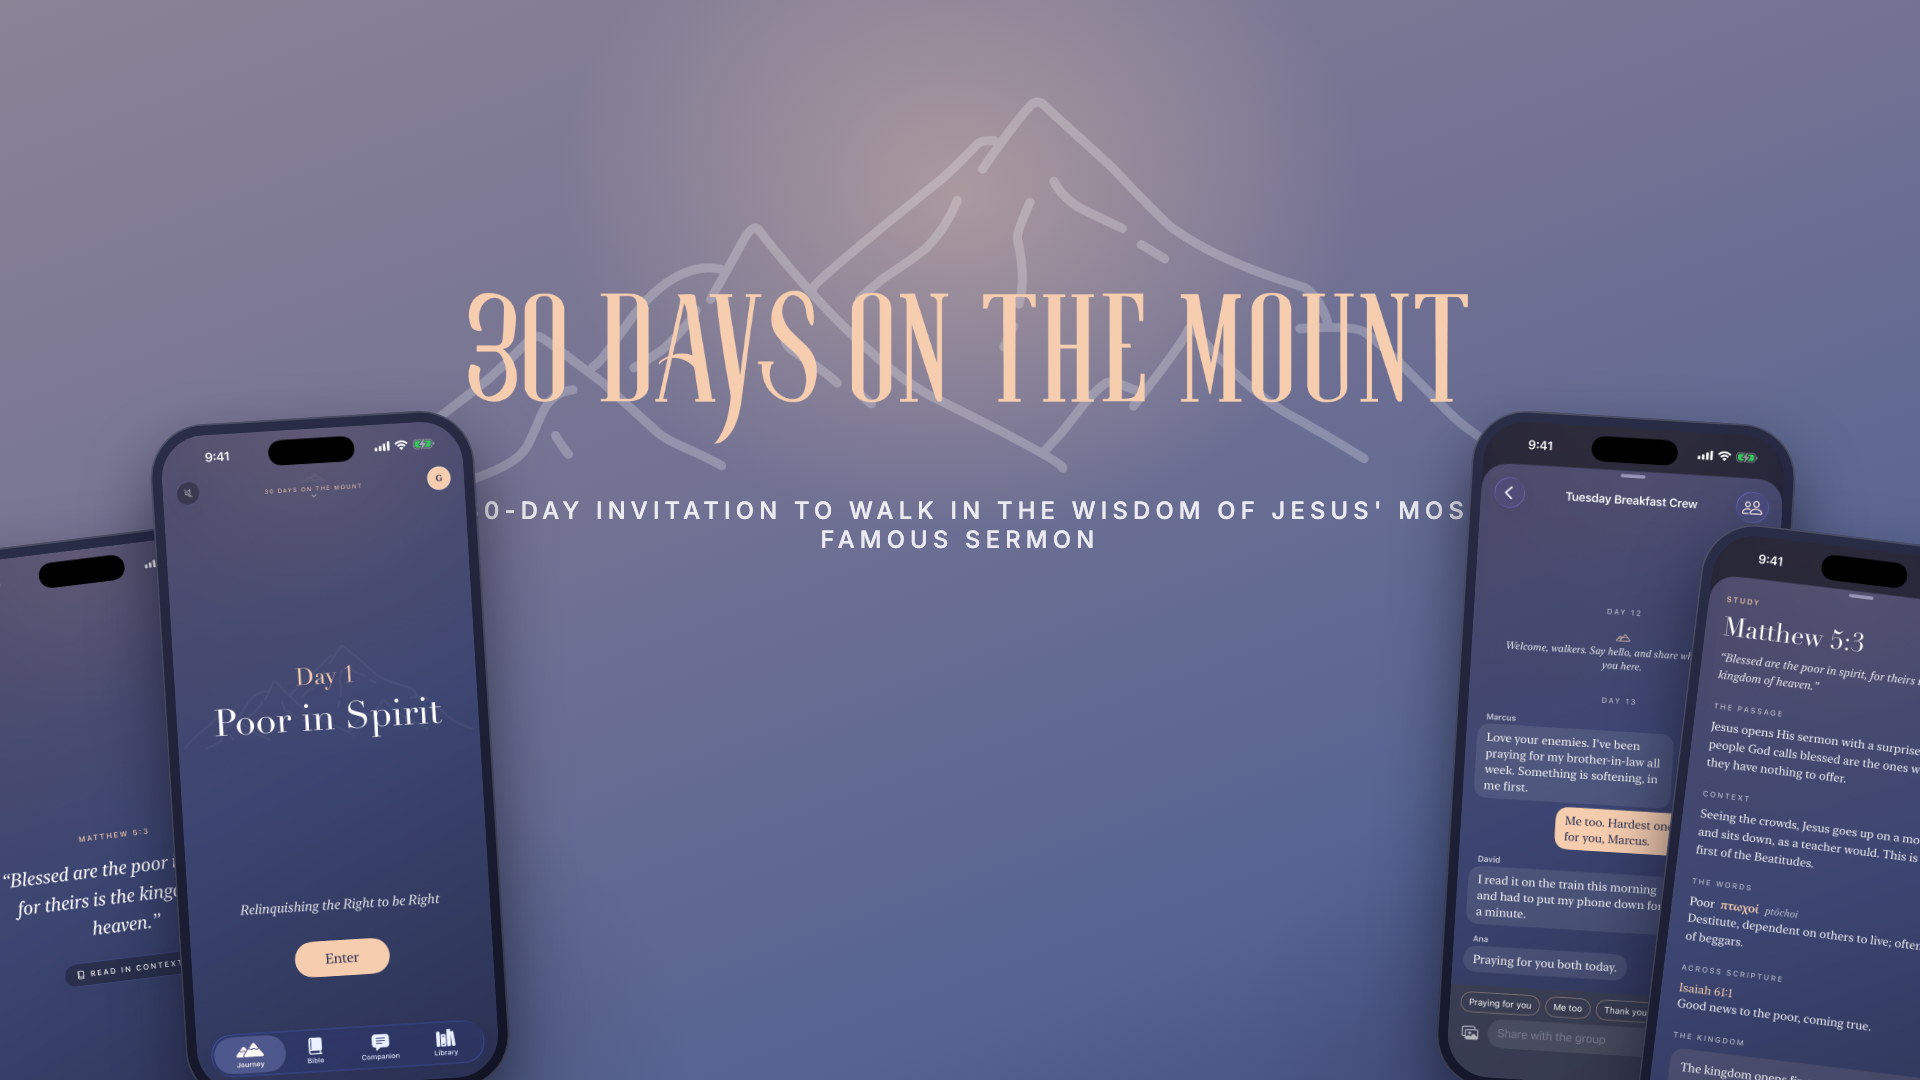 30 DAYS ON THE MOUNT
0-DAY INVITATION TO WALK IN THE WISDOM OF JESUS' MOS
FAMOUS SERMON
MATTHEW 5:3
“Blessed are the poor
for theirs is the
heaven.”
READ IN CONTEXT
9:41
30 DAYS ON THE MOUNT
G
Day 1
Poor in Spirit
Relinquishing the Right to be Right
Enter
Journey
Bible
Companion
Library
9:41
Tuesday Breakfast Crew
DAY 12
Welcome, walkers. Say hello, and share
you here.
DAY 13
Marcus
Love your enemies. I've been
praying for my brother-in-law all
week. Something is softening, in
me first.
Me too. Hardest
for you, Marcus.
David
I read it on the train this morning
and had to put my phone down for
a minute.
Ana
Praying for you both today.
Praying for you
Me too
Thank you
Share with the group
9:41
STUDY
Matthew 5:3
“Blessed are the poor in spirit, for theirs
kingdom of heaven.”
THE PASSAGE
Jesus opens His sermon with a surprise
people God calls blessed are the ones
they have nothing to offer.
CONTEXT
Seeing the crowds, Jesus goes up on a
and sits down, as a teacher would. This is
first of the Beatitudes.
THE WORDS
Poor πτωχοί ptōchoi
Destitute, dependent on others to live; often
of beggars.
ACROSS SCRIPTURE
Isaiah 61:1
Good news to the poor, coming true.
THE KINGDOM
The kingdom opens